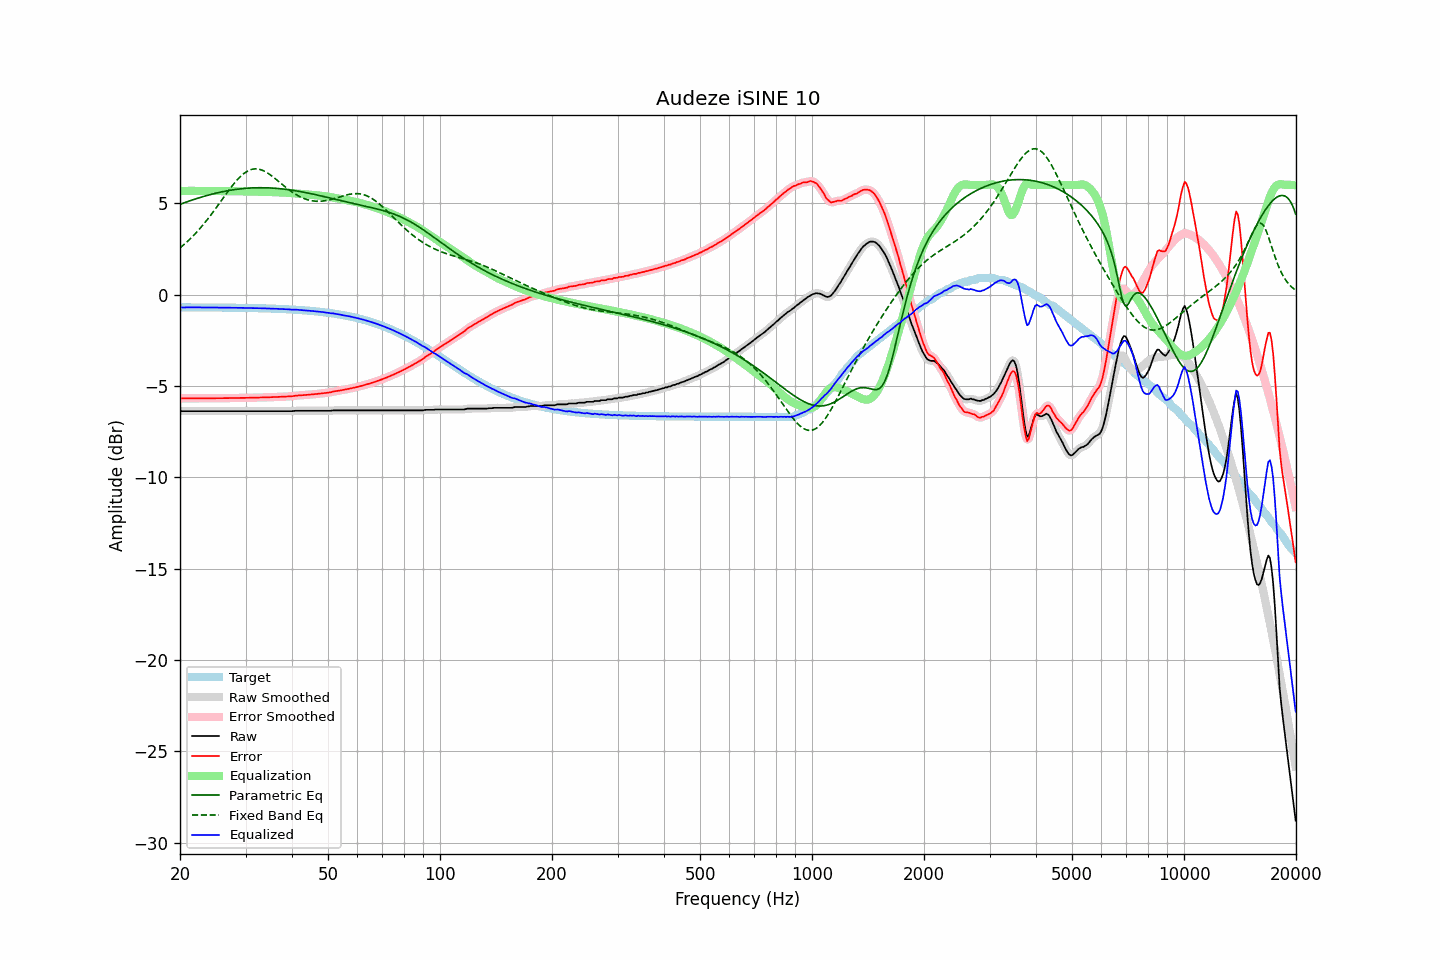 Audeze iSINE 10
Amplitude (dBr)
5
0
−5
−10
−15
−20
−25
−30
Target
Raw Smoothed
Error Smoothed
Raw
Error
Equalization
Parametric Eq
Fixed Band Eq
Equalized
20 50 100 200 500 1000 2000 5000 10000 20000
Frequency (Hz)